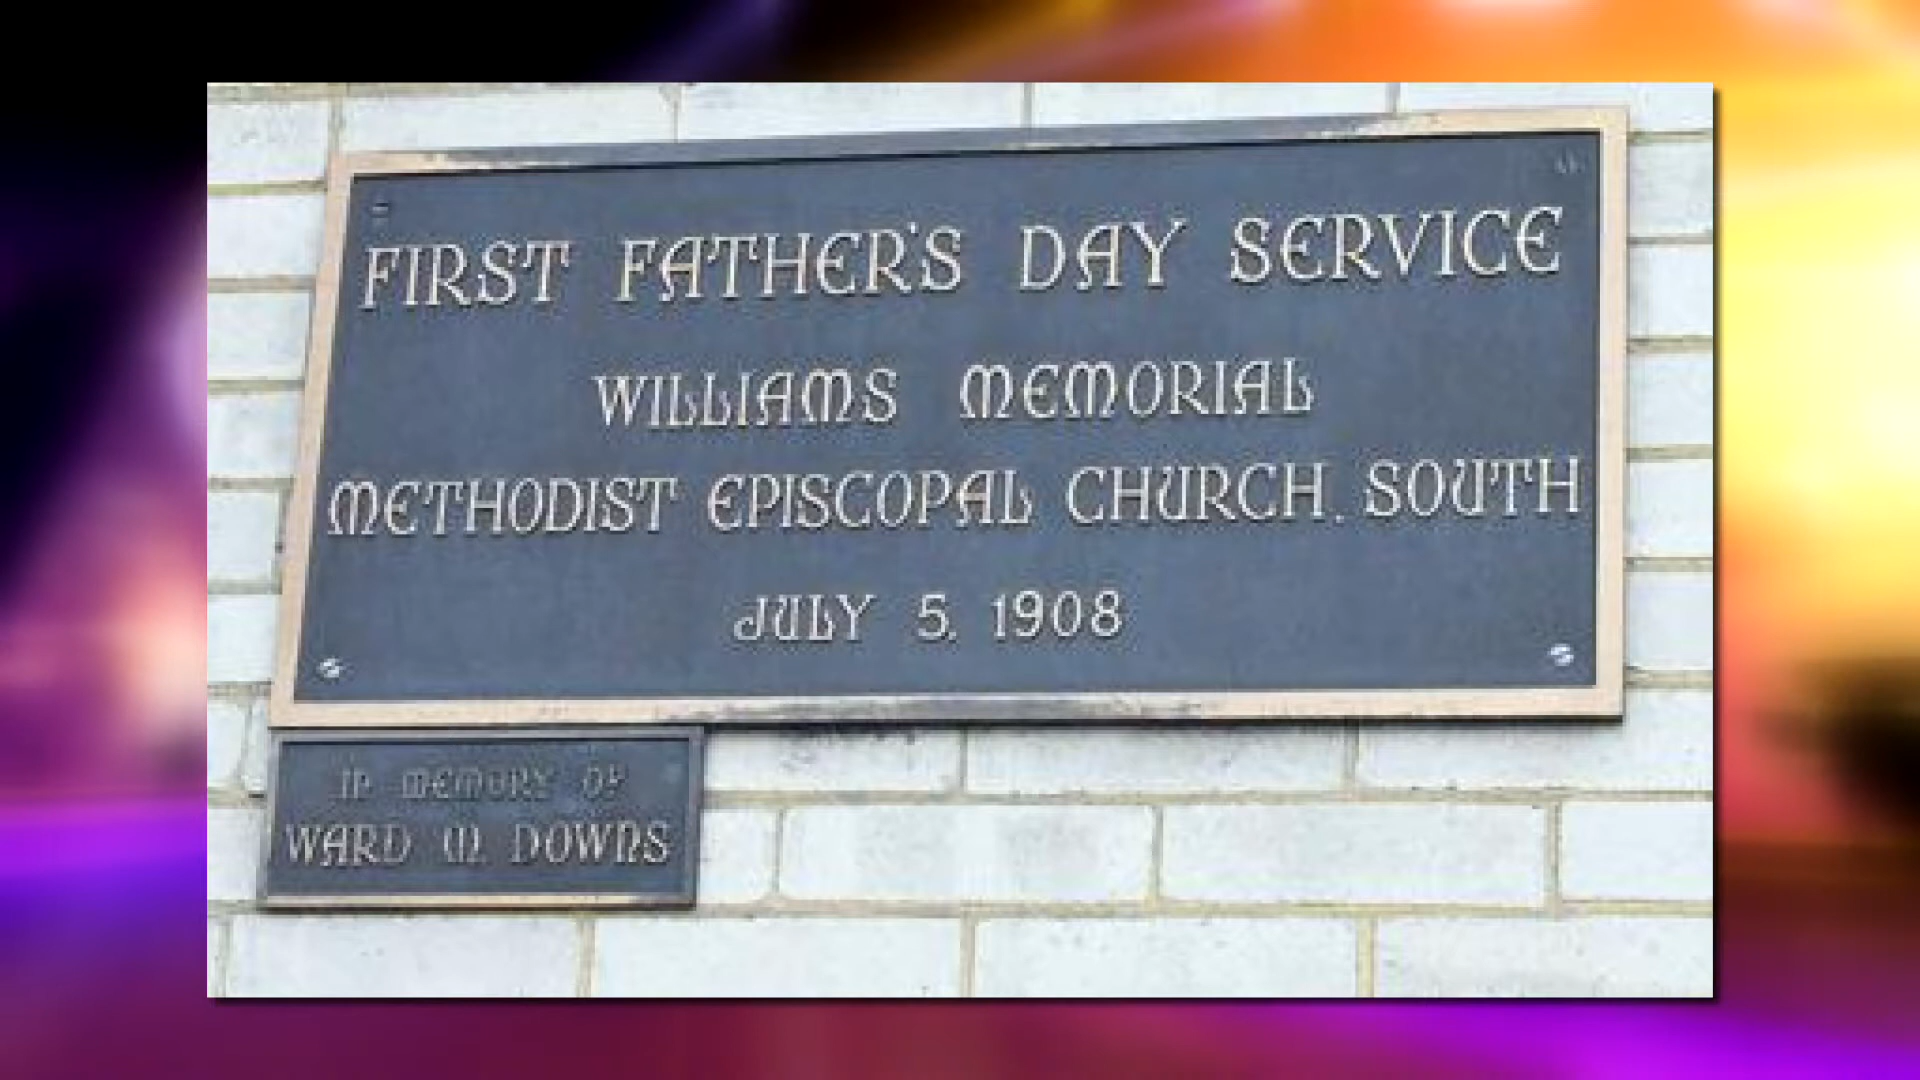 FIRST FATHER'S DAY SERVICE
WILLIAMS MEMORIAL
METHODIST EPISCOPAL CHURCH, SOUTH
JULY 5, 1908
IN MEMORY OF
WARD M. DOWNS